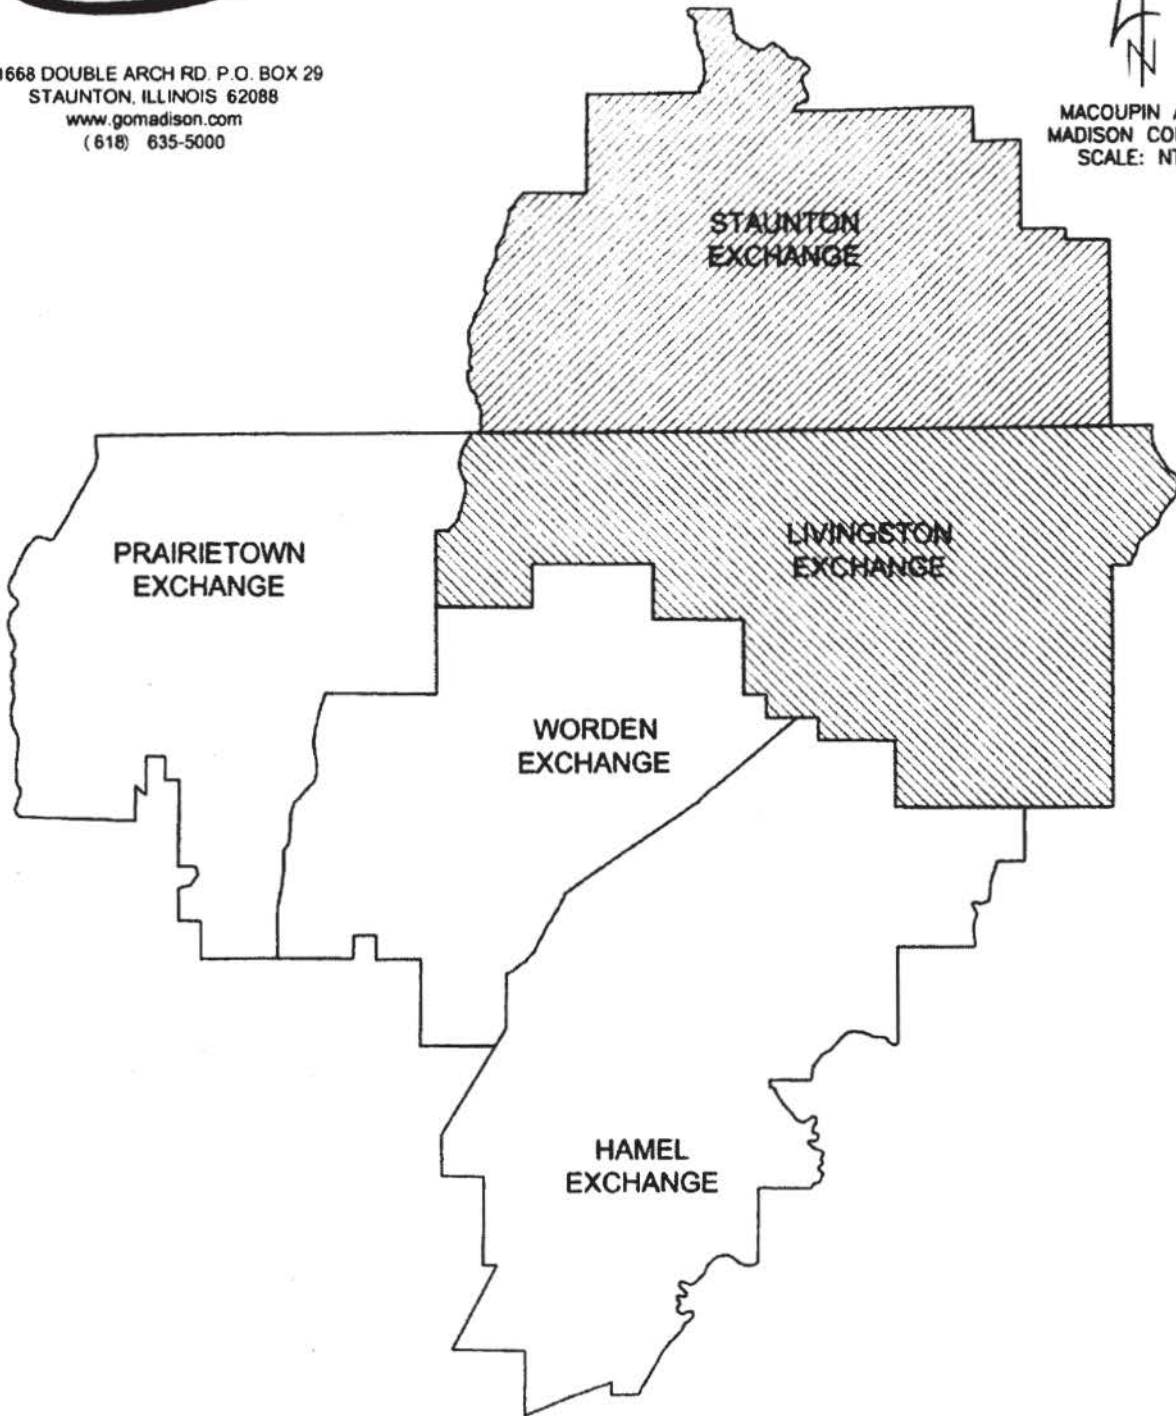 1668 DOUBLE ARCH RD. P.O. BOX 29
STAUNTON, ILLINOIS 62088
www.gomadison.com
(618) 635-5000
N
MACOUPIN
MADISON
SCALE:
STAUNTON
EXCHANGE
LIVINGSTON
EXCHANGE
PRAIRIETOWN
EXCHANGE
WORDEN
EXCHANGE
HAMEL
EXCHANGE